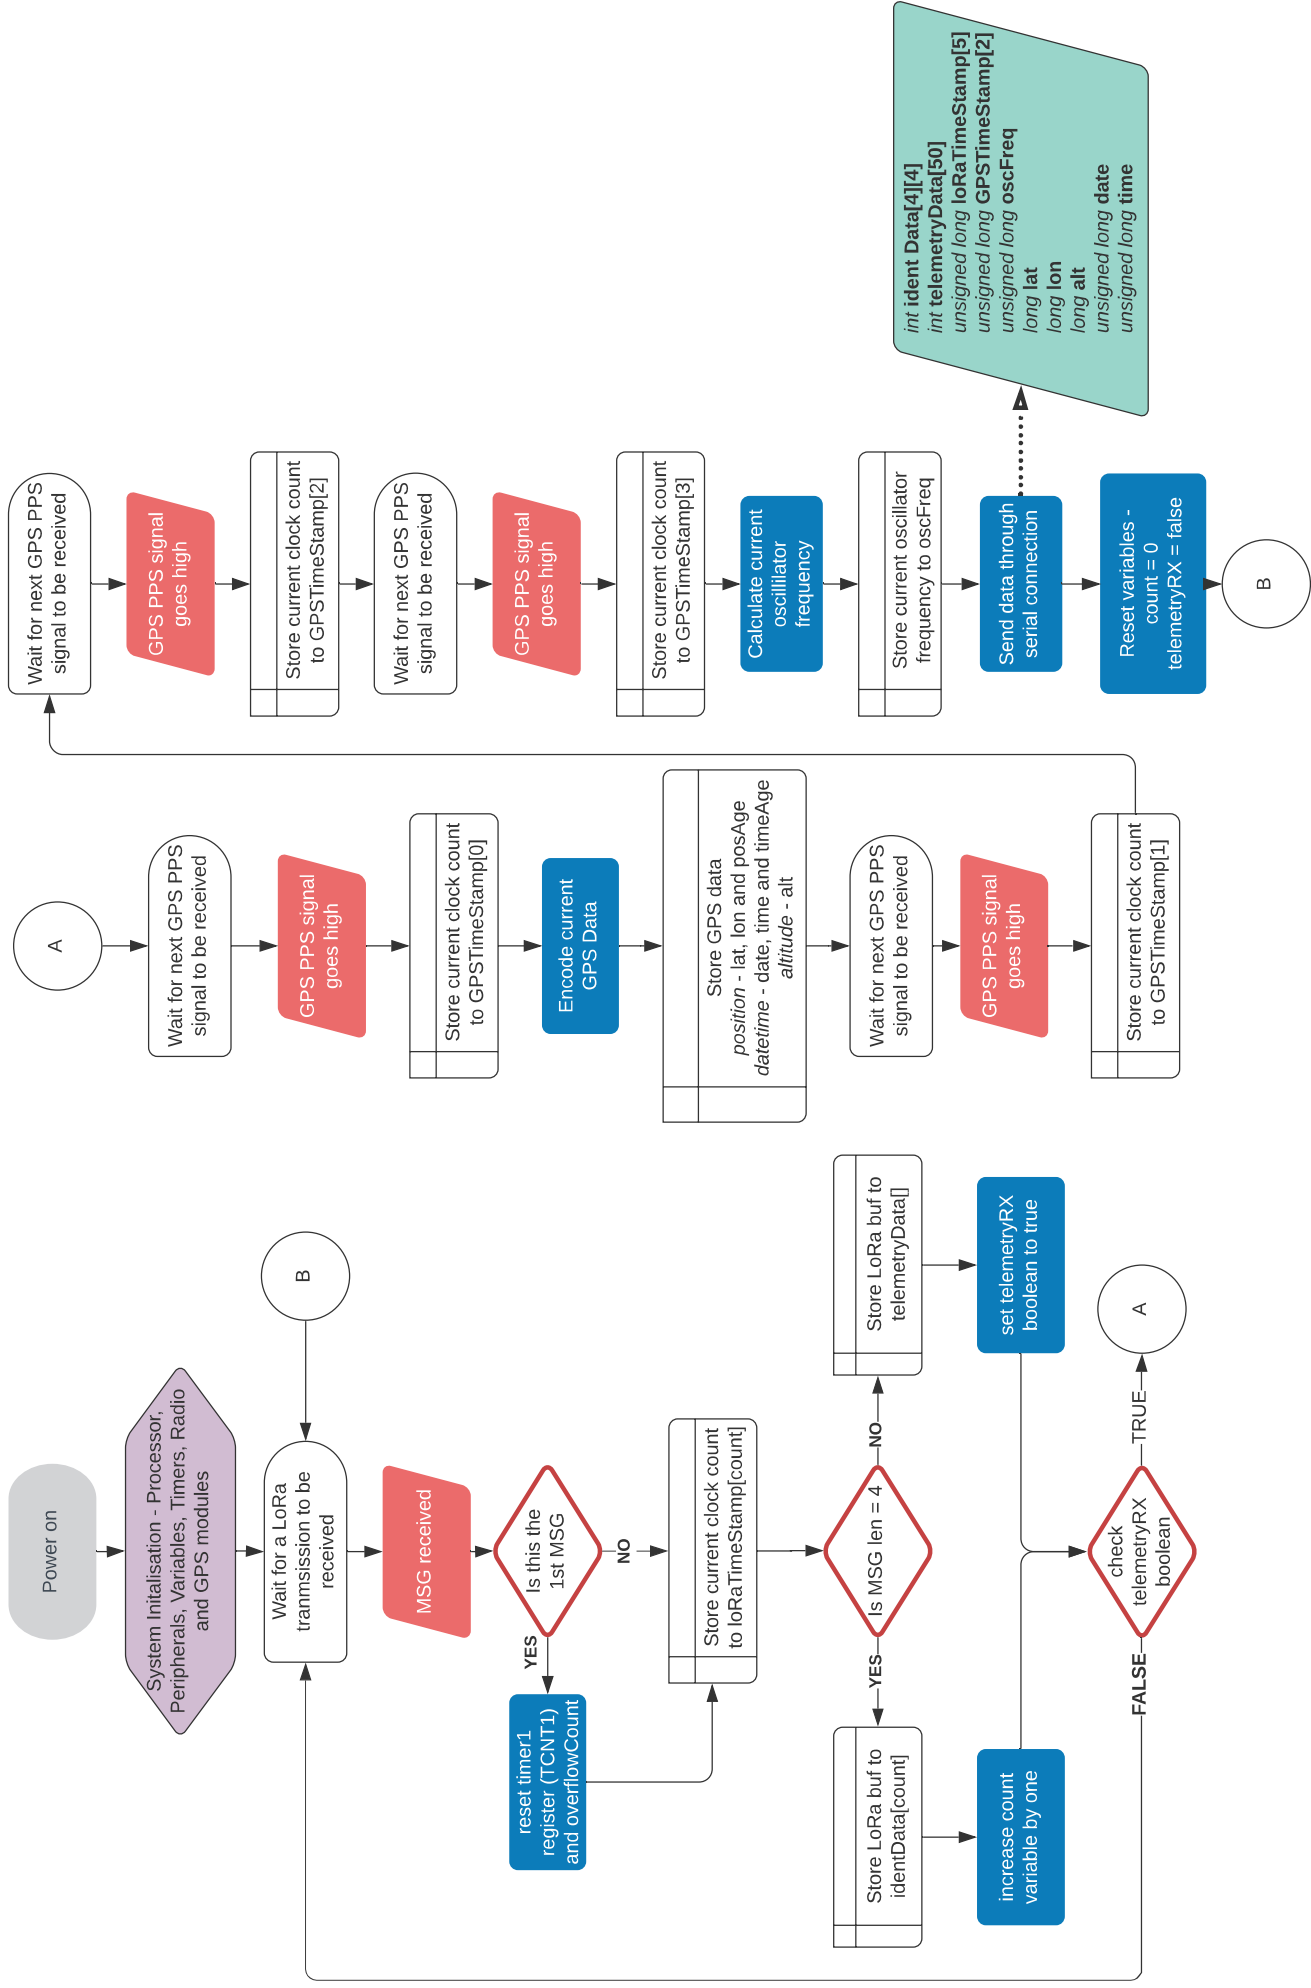 Power on
System Initalisation - Processor,
Peripherals, Variables, Timers, Radio
and GPS modules
Wait for a LoRa
tranmsission to be
received
B
MSG received
Is this the
1st MSG
YES
NO
reset timer1
register (TCNT1)
and overflowCount
Store current clock count
to loRaTimeStamp[count]
Is MSG len = 4
YES
NO
Store LoRa buf to
identData[count]
Store LoRa buf to
telemetryData[]
increase count
variable by one
set telemetryRX
boolean to true
check
telemetryRX
boolean
FALSE
TRUE
A
A
Wait for next GPS PPS
signal to be received
GPS PPS signal
goes high
Store current clock count
to GPSTimeStamp[0]
Encode current
GPS Data
Store GPS data
position - lat, lon and posAge
datetime - date, time and timeAge
altitude - alt
Wait for next GPS PPS
signal to be received
GPS PPS signal
goes high
Store current clock count
to GPSTimeStamp[1]
Wait for next GPS PPS
signal to be received
GPS PPS signal
goes high
Store current clock count
to GPSTimeStamp[2]
Wait for next GPS PPS
signal to be received
GPS PPS signal
goes high
Store current clock count
to GPSTimeStamp[3]
Calculate current
oscillilator
frequency
Store current oscillator
frequency to oscFreq
Send data through
serial connection
Reset variables -
count = 0
telemetryRX = false
B
int ident Data[4][4]
int telemetryData[50]
unsigned long loRaTimeStamp[5]
unsigned long GPSTimeStamp[2]
unsigned long oscFreq
long lat
long lon
long alt
unsigned long date
unsigned long time